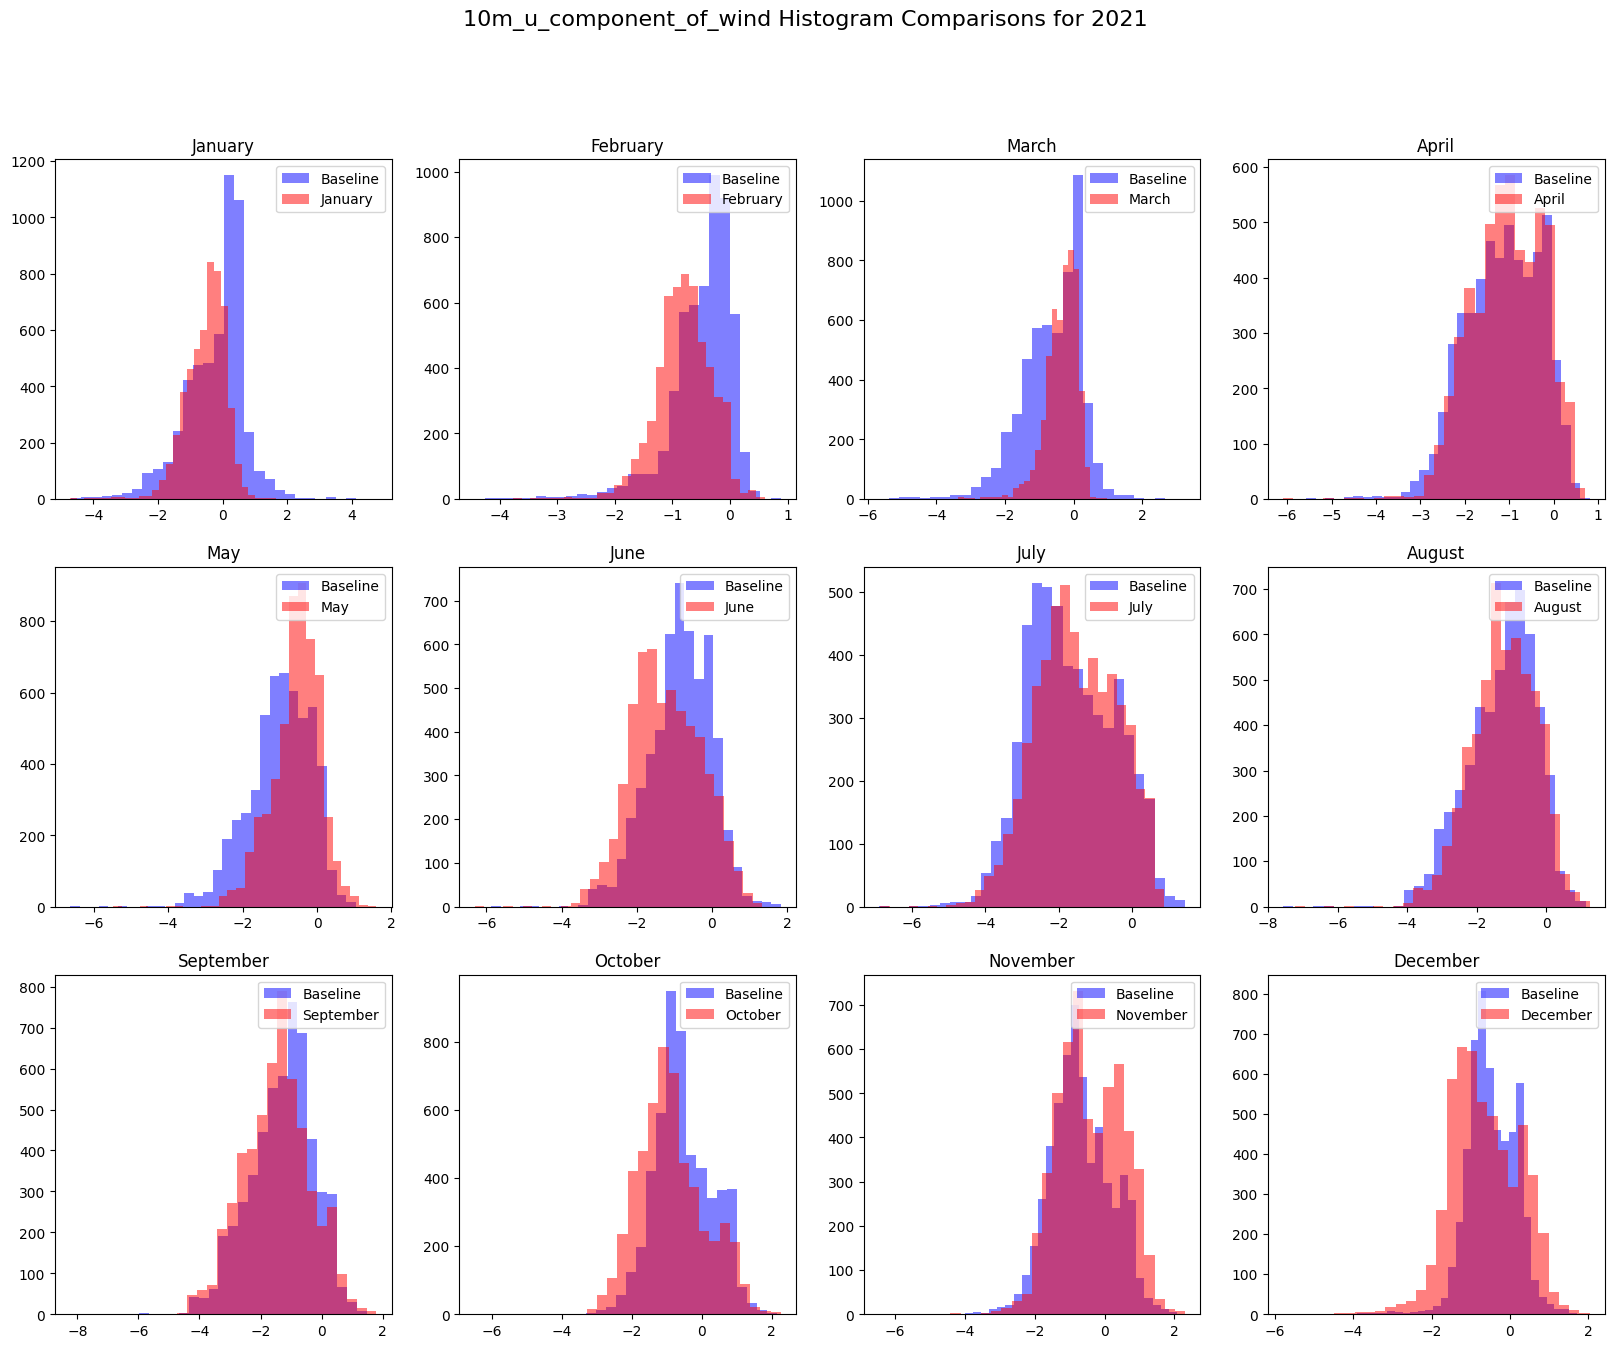 10m_u_component_of_wind Histogram Comparisons for 2021
January
1200
1000
800
600
400
200
0
−4 −2 0 2 4
Baseline
January
February
1000
800
600
400
200
0
−4 −3 −2 −1 0 1
Baseline
February
March
1000
800
600
400
200
0
−6 −4 −2 0 2
Baseline
March
April
600
500
400
300
200
100
0
−6 −5 −4 −3 −2 −1 0 1
Baseline
April
May
800
600
400
200
0
−6 −4 −2 0 2
Baseline
May
June
700
600
500
400
300
200
100
0
−6 −4 −2 0 2
Baseline
June
July
500
400
300
200
100
0
−6 −4 −2 0
Baseline
July
August
700
600
500
400
300
200
100
0
−8 −6 −4 −2 0
Baseline
August
September
800
700
600
500
400
300
200
100
0
−8 −6 −4 −2 0 2
Baseline
September
October
800
600
400
200
0
−6 −4 −2 0 2
Baseline
October
November
700
600
500
400
300
200
100
0
−6 −4 −2 0 2
Baseline
November
December
800
700
600
500
400
300
200
100
0
−6 −4 −2 0 2
Baseline
December